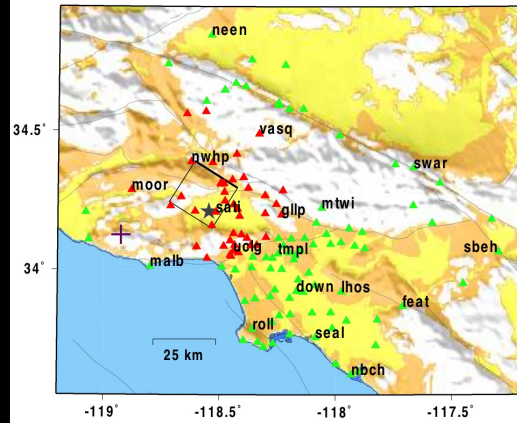 neen
34.5°
vasq
nwhp
swar
moor
sati
gllp
mtwi
uclg
tmpl
sbeh
34°
malb
down
lhos
feat
roll
seal
25 km
nbch
-119°
-118.5°
-118°
-117.5°